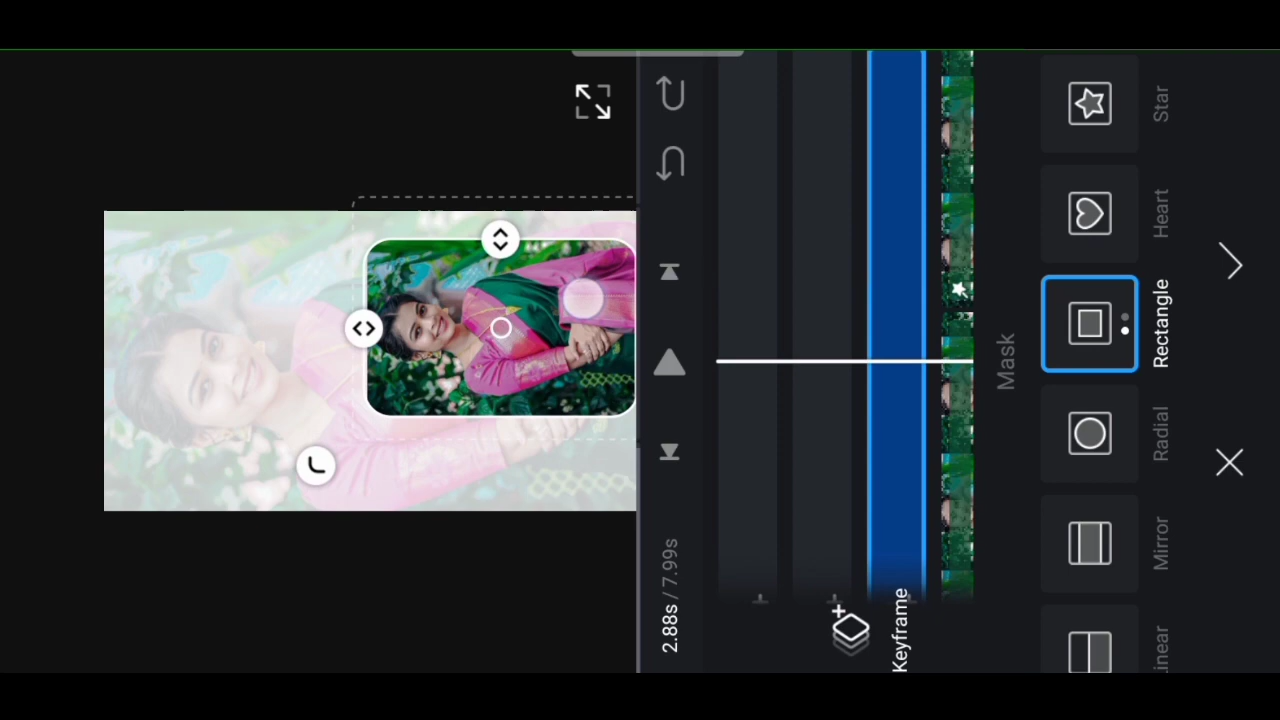 2.88s / 7.99s
Keyframe
Mask
Linear
Mirror
Radial
Rectangle
Heart
Star